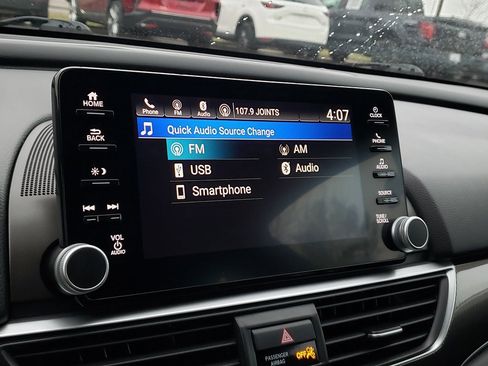 HOME
BACK
VOL
AUDIO
Phone FM Audio 107.9 JOINTS 4:07
Quick Audio Source Change
FM AM
USB Audio
Smartphone
CLOCK
PHONE
AUDIO
SOURCE
TUNE/
SCROLL
PASSENGER
AIRBAG
OFF